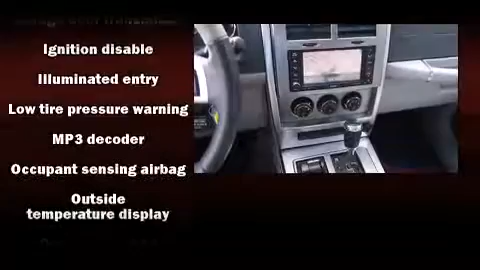 Ignition disable
Illuminated entry
Low tire pressure warning
MP3 decoder
Occupant sensing airbag
Outside
temperature display